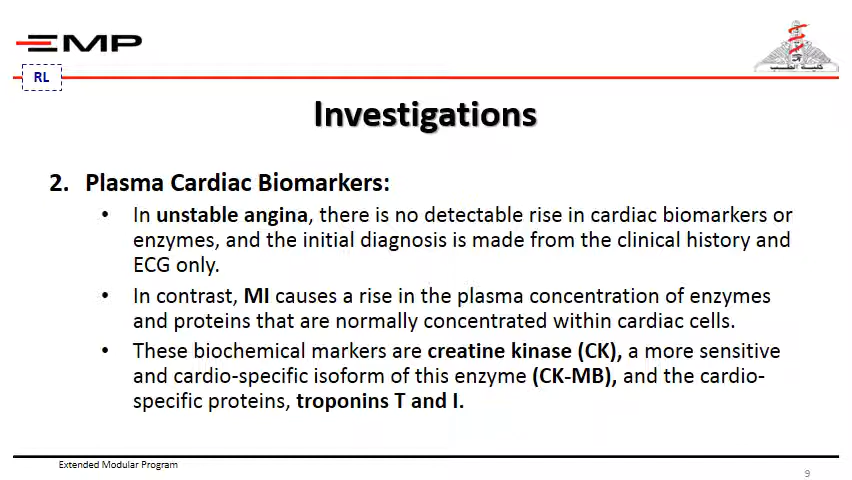 EMP
كلية الطب
RL
Investigations
2. Plasma Cardiac Biomarkers:
• In unstable angina, there is no detectable rise in cardiac biomarkers or
enzymes, and the initial diagnosis is made from the clinical history and
ECG only.
• In contrast, MI causes a rise in the plasma concentration of enzymes
and proteins that are normally concentrated within cardiac cells.
• These biochemical markers are creatine kinase (CK), a more sensitive
and cardio-specific isoform of this enzyme (CK-MB), and the cardio-
specific proteins, troponins T and I.
Extended Modular Program
9